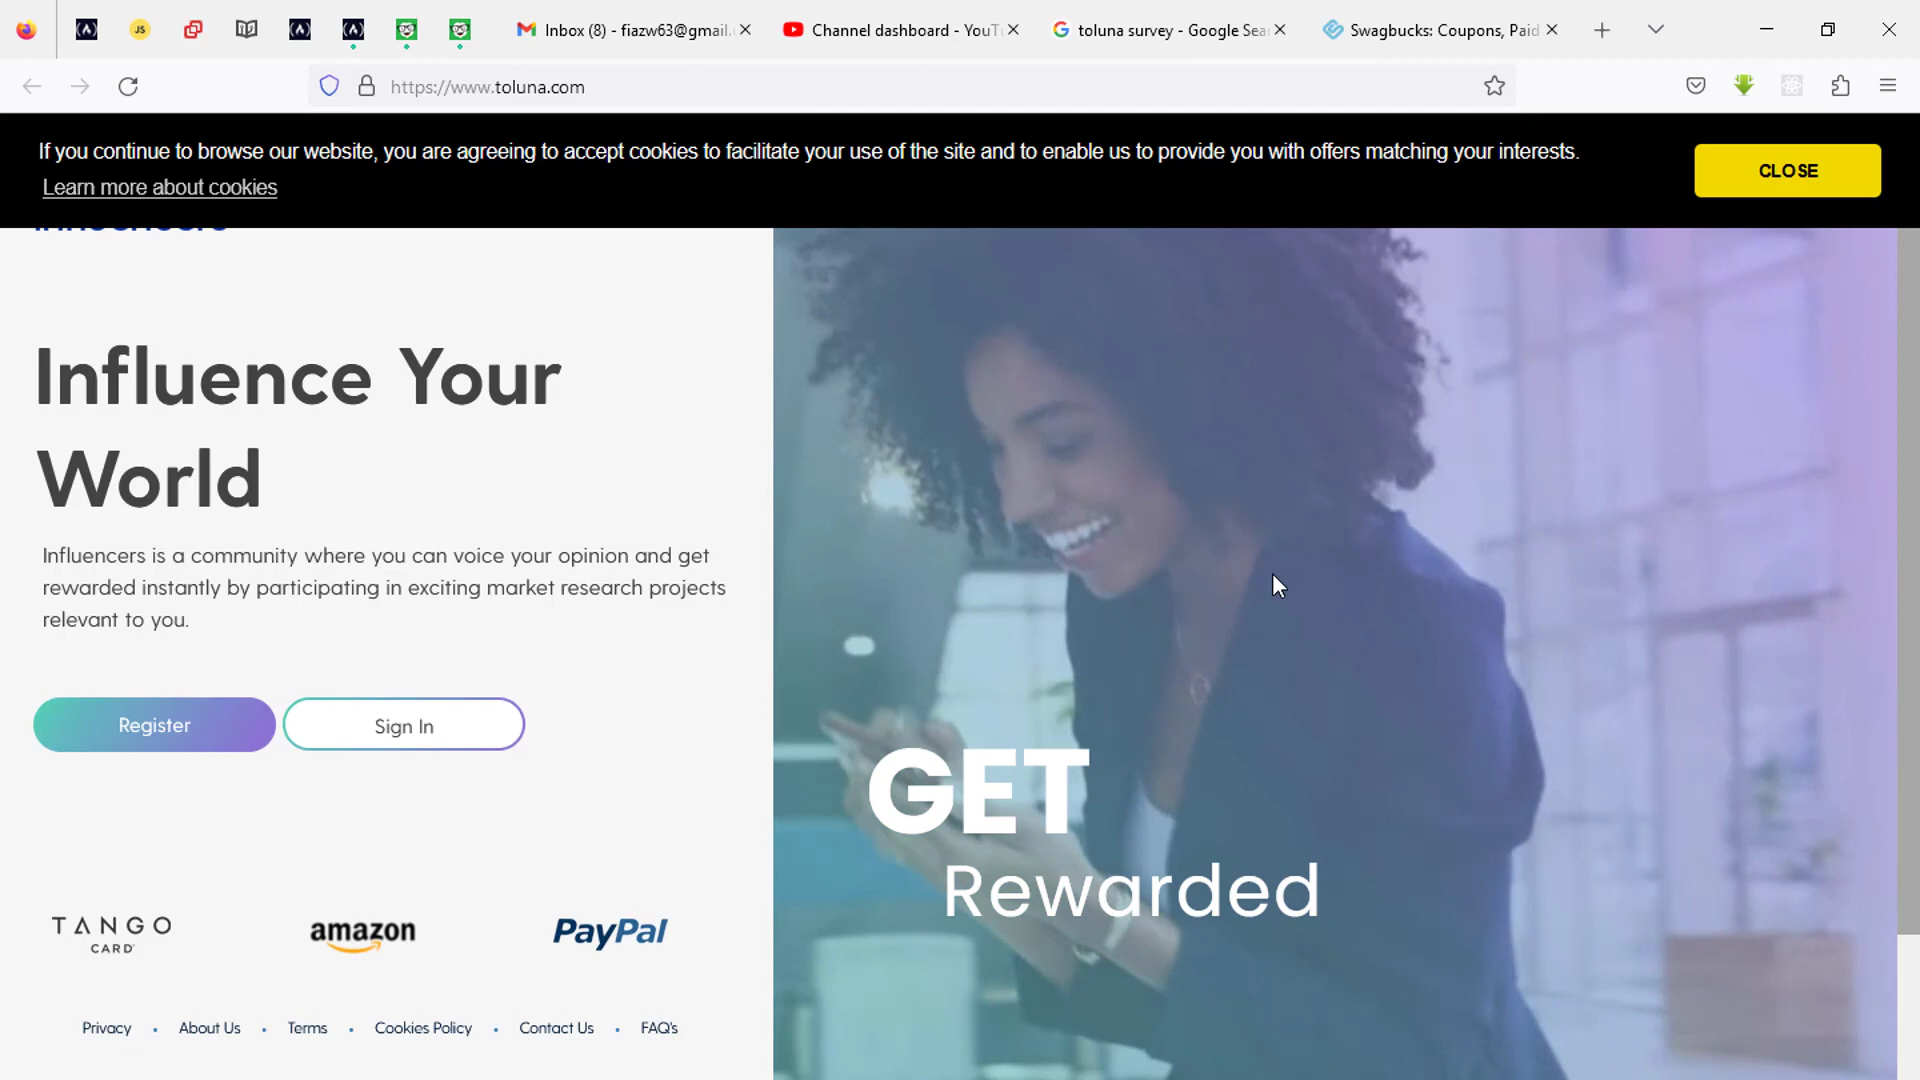 JS
Inbox (8) - fiazw63@gmail.
Channel dashboard - YouT
toluna survey - Google Sea
Swagbucks: Coupons, Paid
https://www.toluna.com
If you continue to browse our website, you are agreeing to accept cookies to facilitate your use of the site and to enable us to provide you with offers matching your interests.
Learn more about cookies
CLOSE
Influence Your
World
Influencers is a community where you can voice your opinion and get
rewarded instantly by participating in exciting market research projects
relevant to you.
Register
Sign In
GET
Rewarded
TANGO
CARD
amazon
PayPal
Privacy • About Us • Terms • Cookies Policy • Contact Us • FAQ's